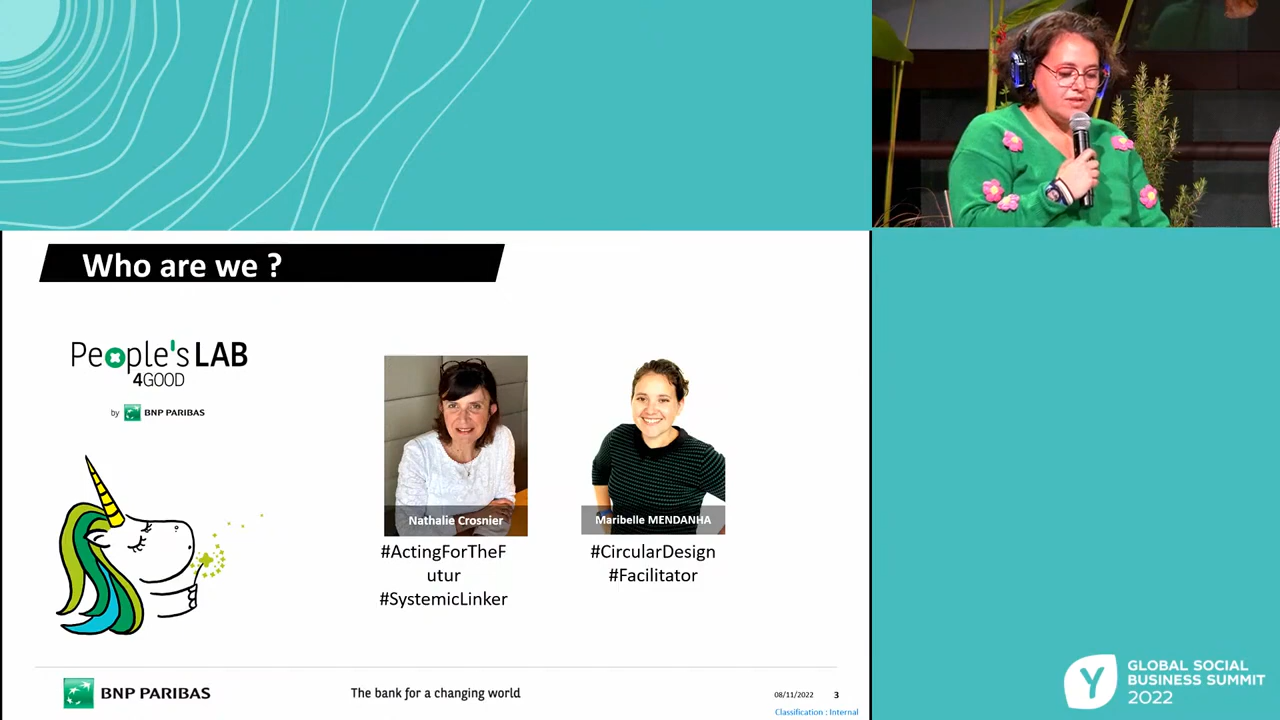 Who are we ?
People's LAB
4GOOD
by BNP PARIBAS
Nathalie Crosnier
#ActingForTheF
utur
#SystemicLinker
Maribelle MENDANHA
#CircularDesign
#Facilitator
BNP PARIBAS
The bank for a changing world
08/11/2022
3
Classification : Internal
Y
GLOBAL SOCIAL
BUSINESS SUMMIT
2022